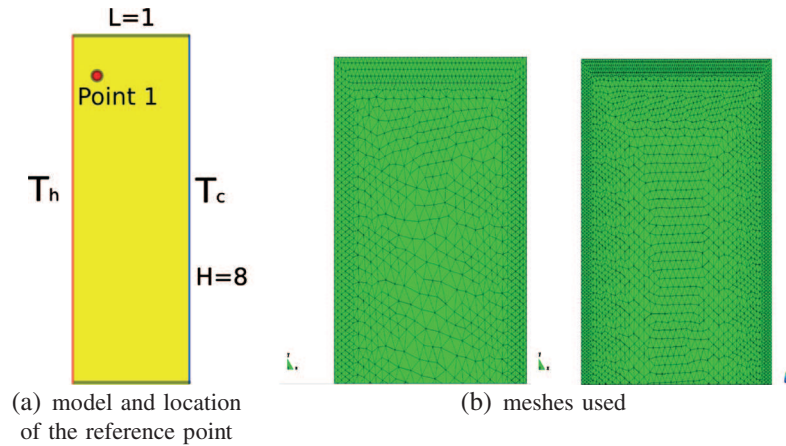 L=1
Point 1
Th
Tc
H=8
(a) model and location
of the reference point
(b) meshes used